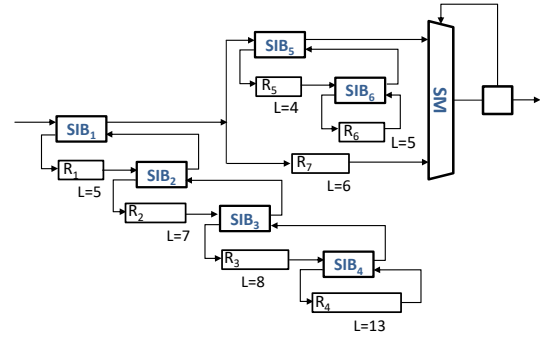 SIB5
R5
L=4
SIB6
R6
L=5
SM
SIB1
R1
L=5
SIB2
R7
L=6
R2
L=7
SIB3
R3
L=8
SIB4
R4
L=13